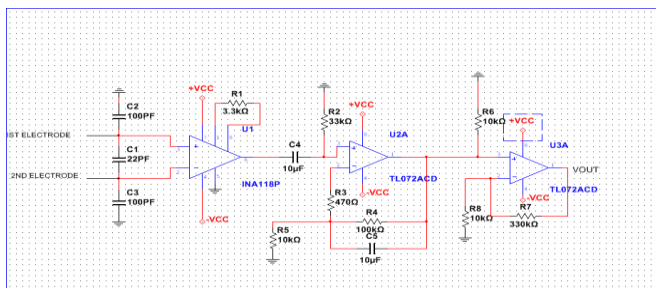 C2
100PF
1ST ELECTRODE
C1
22PF
2ND ELECTRODE
C3
100PF
+VCC
R1
3.3kΩ
U1
INA118P
-VCC
C4
10µF
R2
33kΩ
+VCC
U2A
TL072ACD
-VCC
R3
470Ω
R4
100kΩ
C5
10µF
R5
10kΩ
R6
10kΩ
+VCC
U3A
VOUT
TL072ACD
-VCC
R8
10kΩ
R7
330kΩ